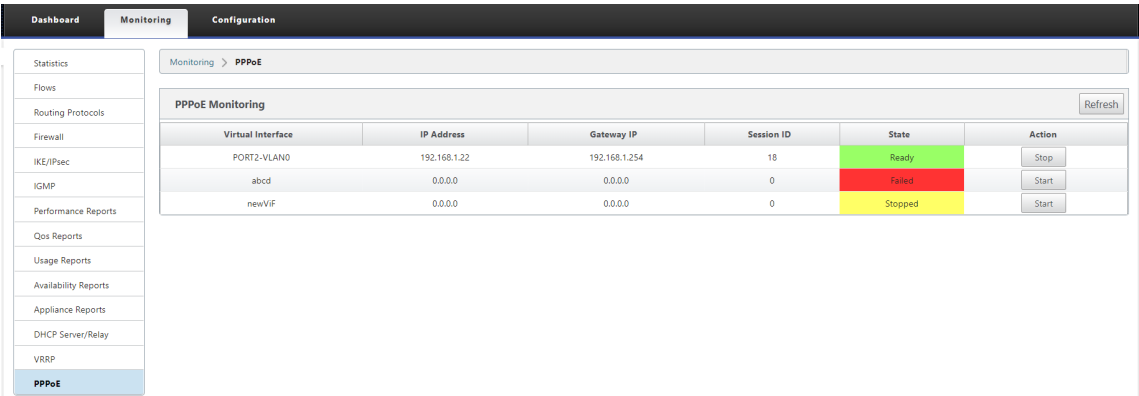 Dashboard Monitoring Configuration
Statistics
Flows
Routing Protocols
Firewall
IKE/IPsec
IGMP
Performance Reports
Qos Reports
Usage Reports
Availability Reports
Appliance Reports
DHCP Server/Relay
VRRP
PPPoE
Monitoring > PPPoE
PPPoE Monitoring Refresh
Virtual Interface IP Address Gateway IP Session ID State Action
PORT2-VLAN0 192.168.1.22 192.168.1.254 18 Ready Stop
abcd 0.0.0.0 0.0.0.0 0 Failed Start
newViF 0.0.0.0 0.0.0.0 0 Stopped Start